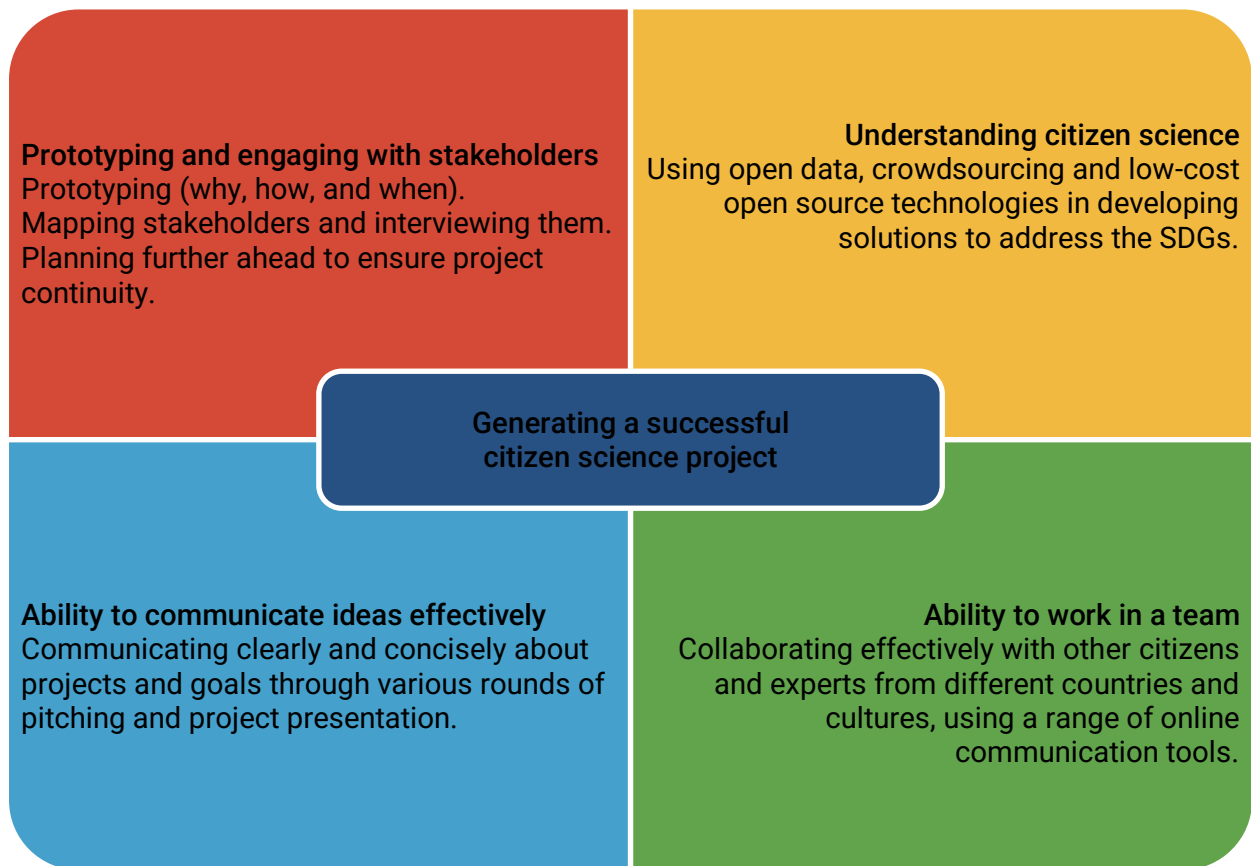 Prototyping and engaging with stakeholders
Prototyping (why, how, and when).
Mapping stakeholders and interviewing them.
Planning further ahead to ensure project
continuity.
Understanding citizen science
Using open data, crowdsourcing and low-cost
open source technologies in developing
solutions to address the SDGs.
Generating a successful
citizen science project
Ability to communicate ideas effectively
Communicating clearly and concisely about
projects and goals through various rounds of
pitching and project presentation.
Ability to work in a team
Collaborating effectively with other citizens
and experts from different countries and
cultures, using a range of online
communication tools.